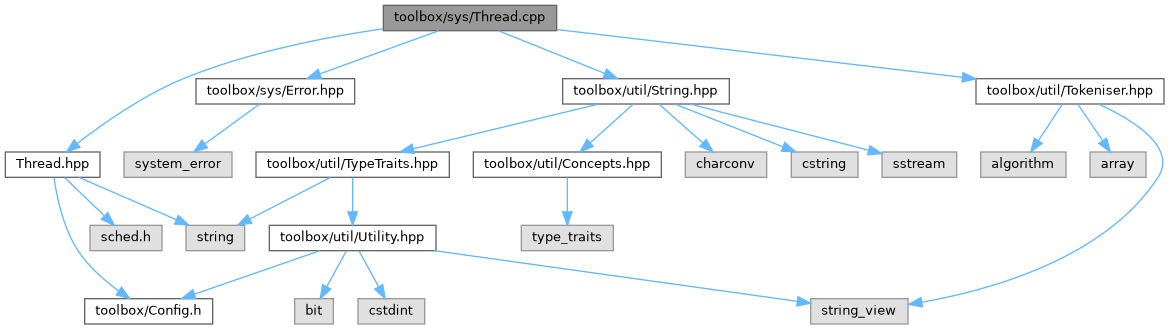 toolbox/sys/Thread.cpp
toolbox/sys/Error.hpp
toolbox/util/String.hpp
toolbox/util/Tokeniser.hpp
Thread.hpp
system_error
toolbox/util/TypeTraits.hpp
toolbox/util/Concepts.hpp
charconv
cstring
sstream
algorithm
array
sched.h
string
toolbox/util/Utility.hpp
type_traits
toolbox/Config.h
bit
cstdint
string_view